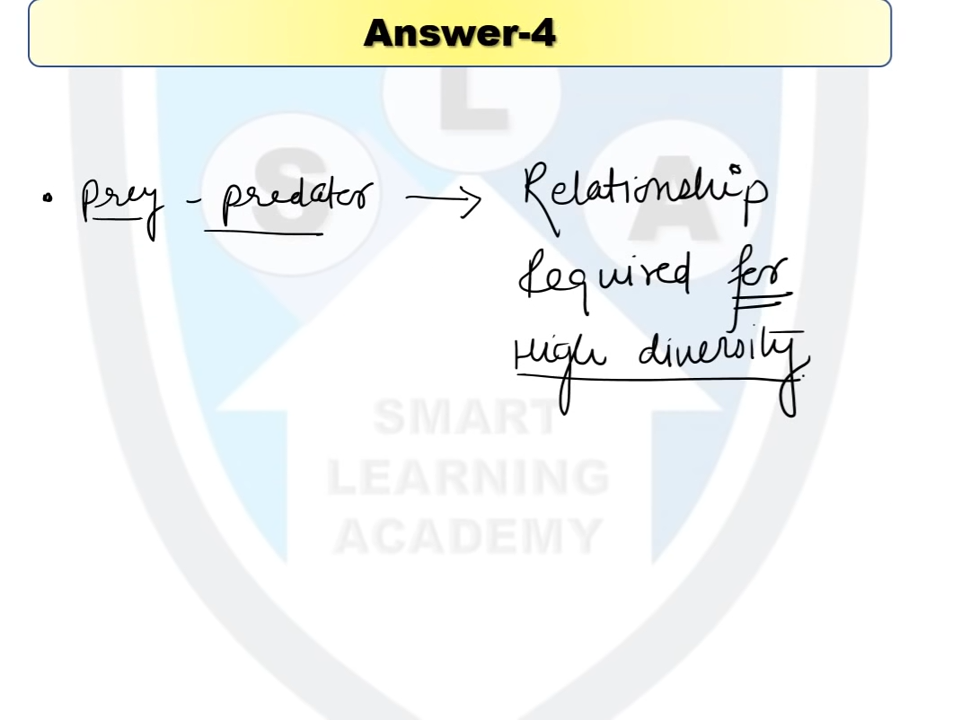 Answer-4
S L A
• prey - predator → Relationship
Required for
High diversity
SMART
LEARNING
ACADEMY